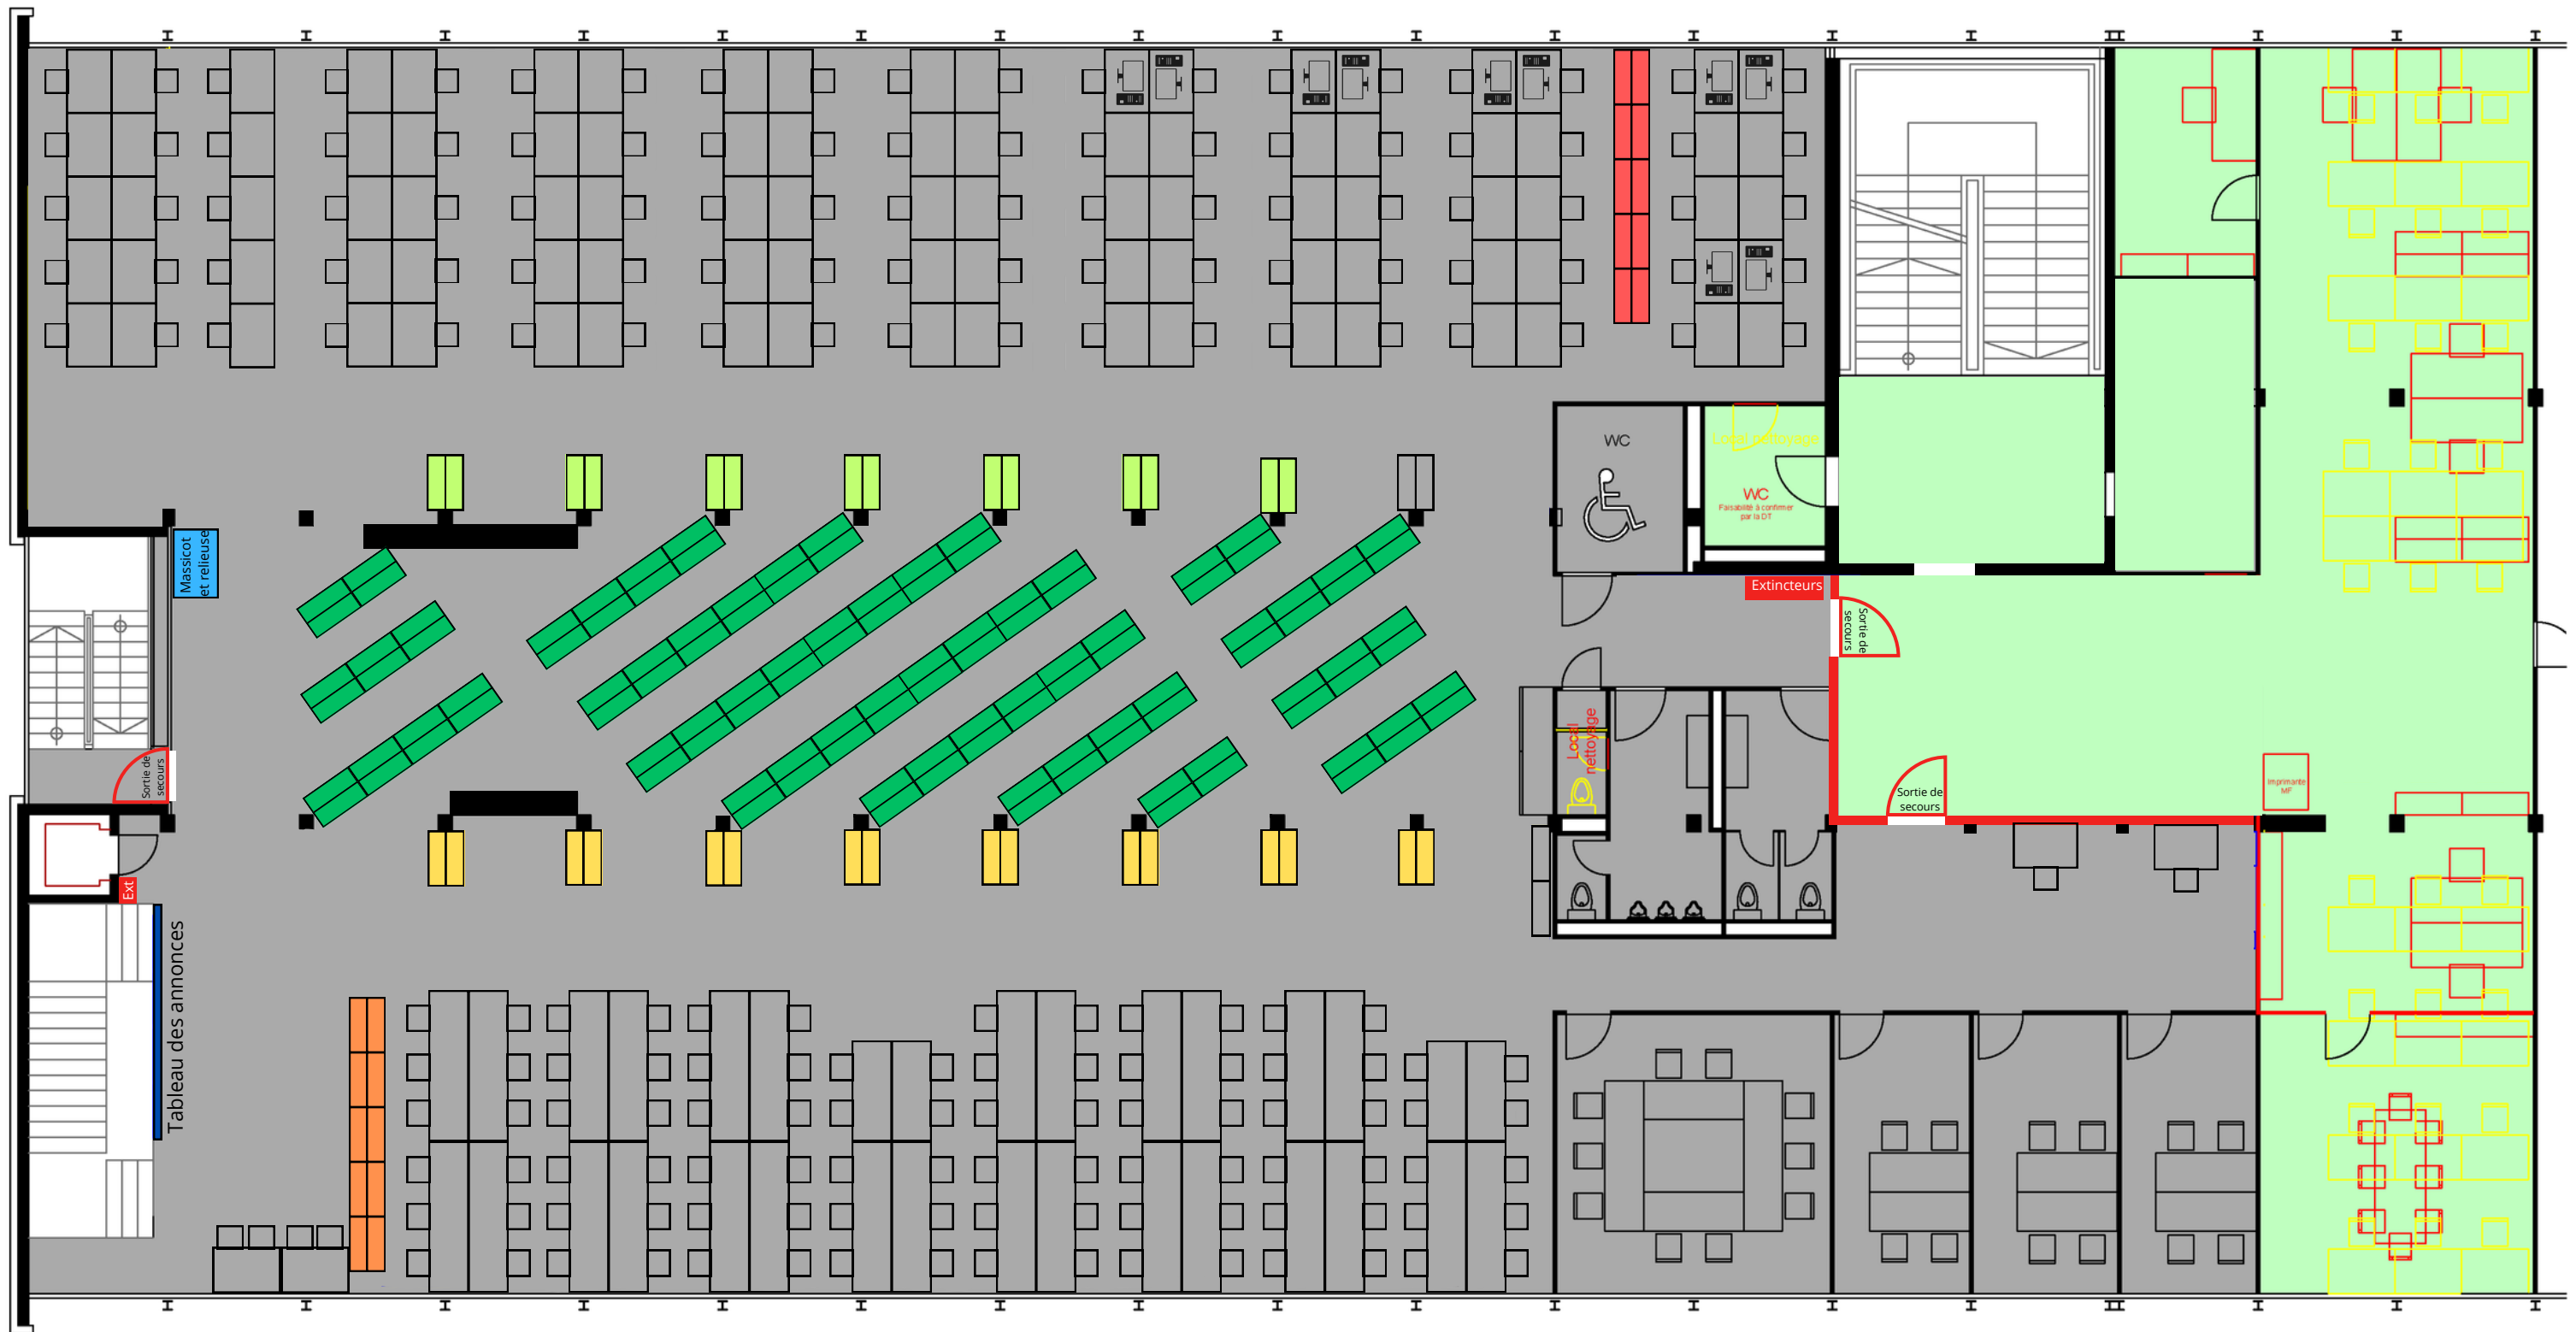 WC
Local nettoyage
WC
Faisabilité à confirmer
par la DT
Massicot
et relieuse
Extincteurs
Sortie de
secours
Local
nettoyage
Sortie de
secours
Sortie de
secours
Imprimante
MF
Ext
Tableau des annonces